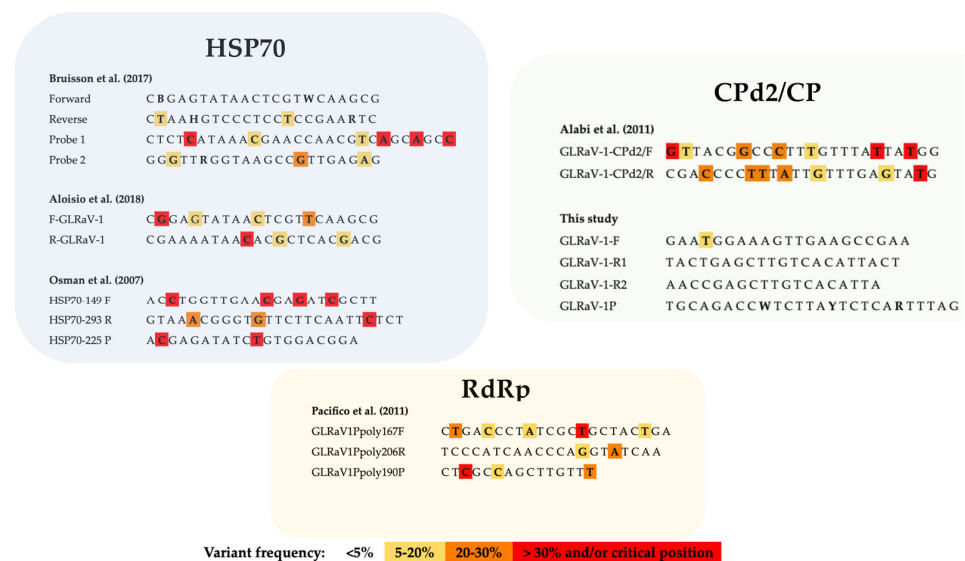 HSP70
Bruisson et al. (2017)
Forward CBGAGTATAACTCGTWCAAGCG
Reverse CTAAHGTCCCTCCTCCGAARTC
Probe 1 CTCTCATAAACGAACCAACGTCAGCAGCC
Probe 2 GGGTTRGGTAAGCCGTTGAGAG
Aloisio et al. (2018)
F-GLRaV-1 CGGAGTATAACTCGTTCAAGCG
R-GLRaV-1 CGAAAATAACACGCTCACGACG
Osman et al. (2007)
HSP70-149 F ACCTGGTTGAACGAGATCGCTT
HSP70-293 R GTAAACGGGTGTTCTTCAATTCTCT
HSP70-225 P ACGAGATATCTGTGGACGGA
CPd2/CP
Alabi et al. (2011)
GLRaV-1-CPd2/F GTTACGGCCCTTTGTTTATTATGG
GLRaV-1-CPd2/R CGACCCCTTTATTGTTTGAGTATG
This study
GLRaV-1-F GAATGGAAAGTTGAAGCCGAA
GLRaV-1-R1 TACTGAGCTTGTCACATTACT
GLRaV-1-R2 AACCGAGCTTGTCACATTA
GLRaV-1P TGCAGACCWTCTTAYTCTCARTTTAG
RdRp
Pacifico et al. (2011)
GLRaV1Ppoly167F CTGACCCTATCGCTGCTACTGA
GLRaV1Ppoly206R TCCCATCAACCCAGGTATCAA
GLRaV1Ppoly190P CTCGCCAGCTTGTTT
Variant frequency: <5% 5-20% 20-30% > 30% and/or critical position